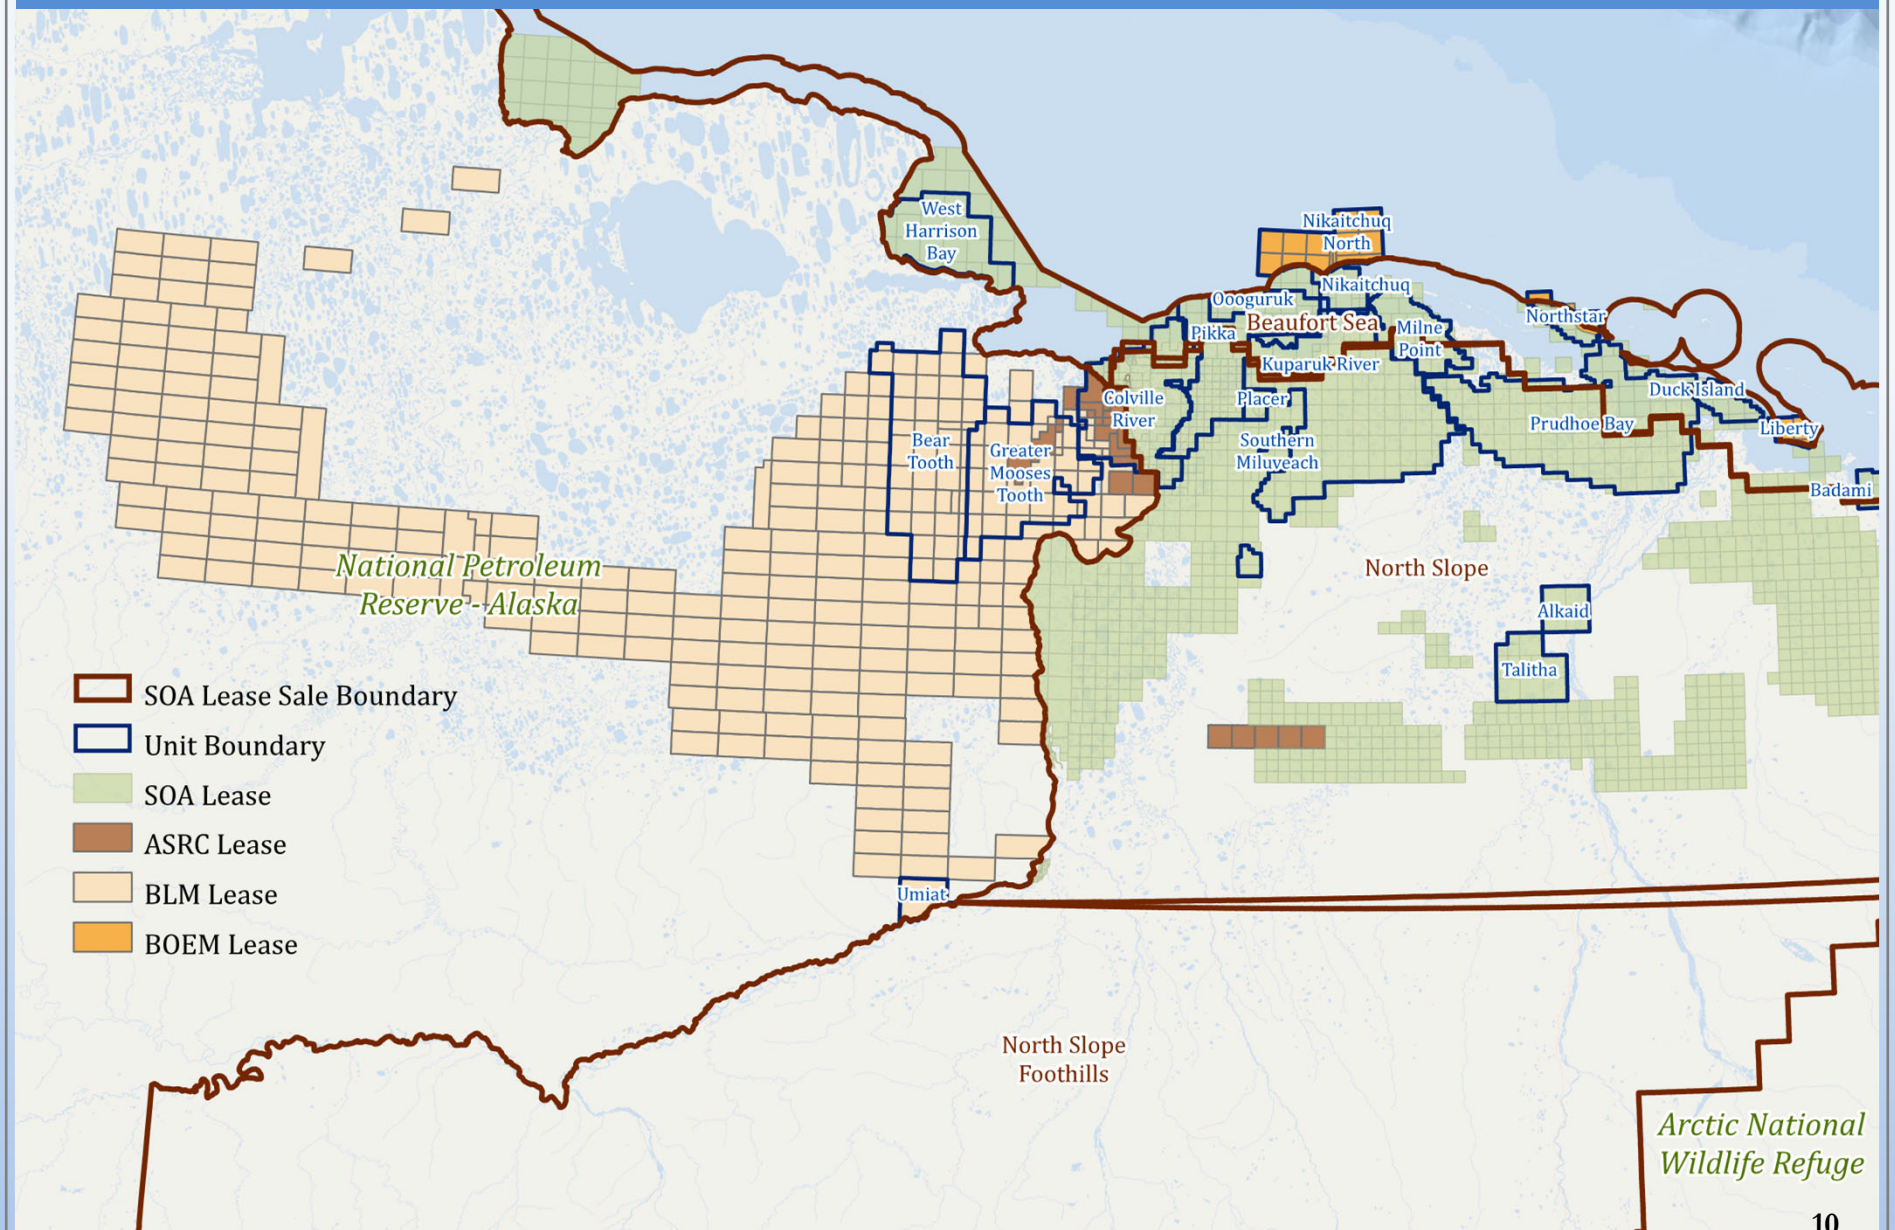 West
Harrison
Bay
Nikaitchuq
North
Nikaitchuq
Oooguruk
Beaufort Sea
Northstar
Pikka
Milne
Point
Kuparuk River
Duck Island
Colville
River
Placer
Prudhoe Bay
Liberty
Bear
Tooth
Greater
Mooses
Tooth
Southern
Miluveach
Badami
National Petroleum
Reserve - Alaska
North Slope
Alkaid
Talitha
SOA Lease Sale Boundary
Unit Boundary
SOA Lease
ASRC Lease
BLM Lease
BOEM Lease
Umiat
North Slope
Foothills
Arctic National
Wildlife Refuge
10